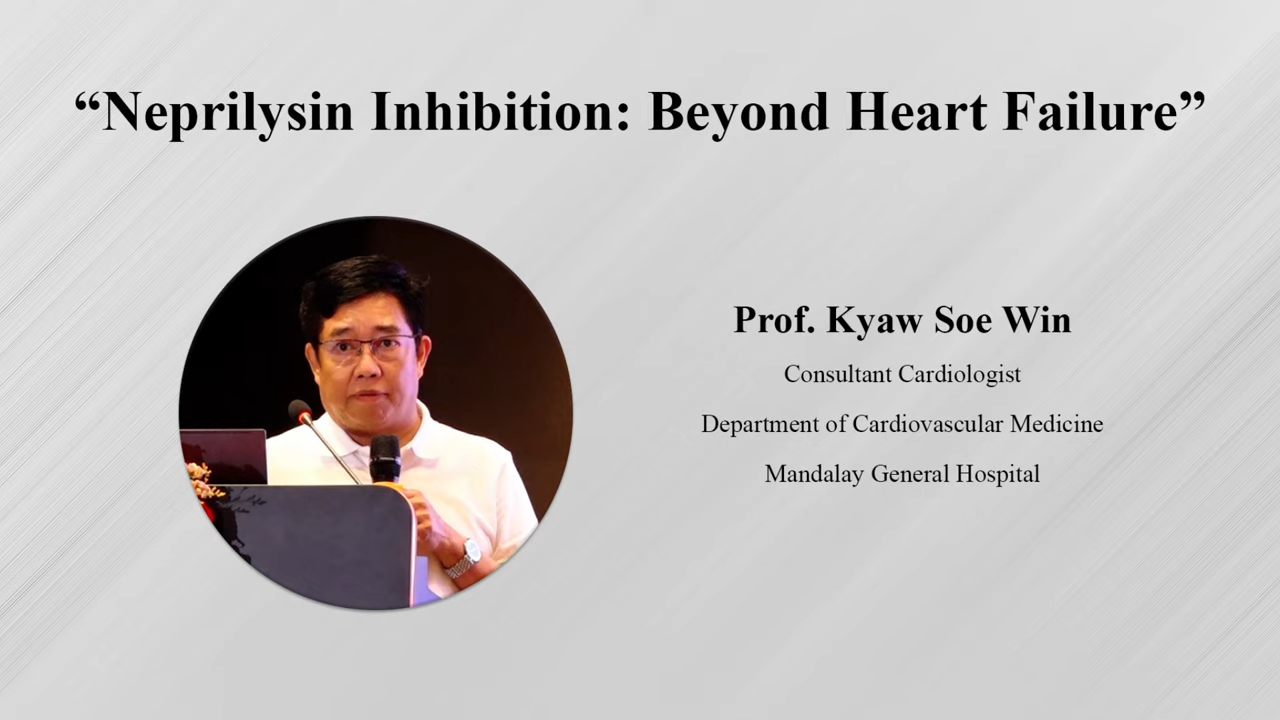 “Neprilysin Inhibition: Beyond Heart Failure”
Prof. Kyaw Soe Win
Consultant Cardiologist
Department of Cardiovascular Medicine
Mandalay General Hospital